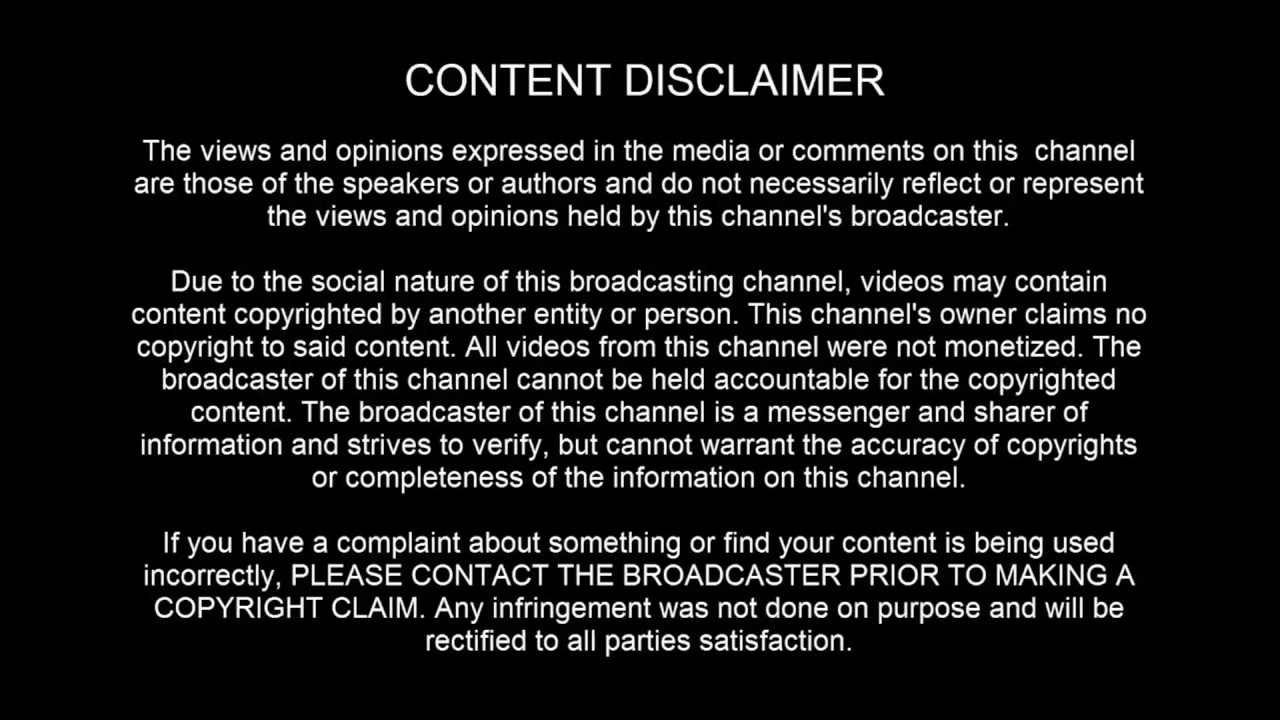 CONTENT DISCLAIMER
The views and opinions expressed in the media or comments on this channel
are those of the speakers or authors and do not necessarily reflect or represent
the views and opinions held by this channel's broadcaster.
Due to the social nature of this broadcasting channel, videos may contain
content copyrighted by another entity or person. This channel's owner claims no
copyright to said content. All videos from this channel were not monetized. The
broadcaster of this channel cannot be held accountable for the copyrighted
content. The broadcaster of this channel is a messenger and sharer of
information and strives to verify, but cannot warrant the accuracy of copyrights
or completeness of the information on this channel.
If you have a complaint about something or find your content is being used
incorrectly, PLEASE CONTACT THE BROADCASTER PRIOR TO MAKING A
COPYRIGHT CLAIM. Any infringement was not done on purpose and will be
rectified to all parties satisfaction.